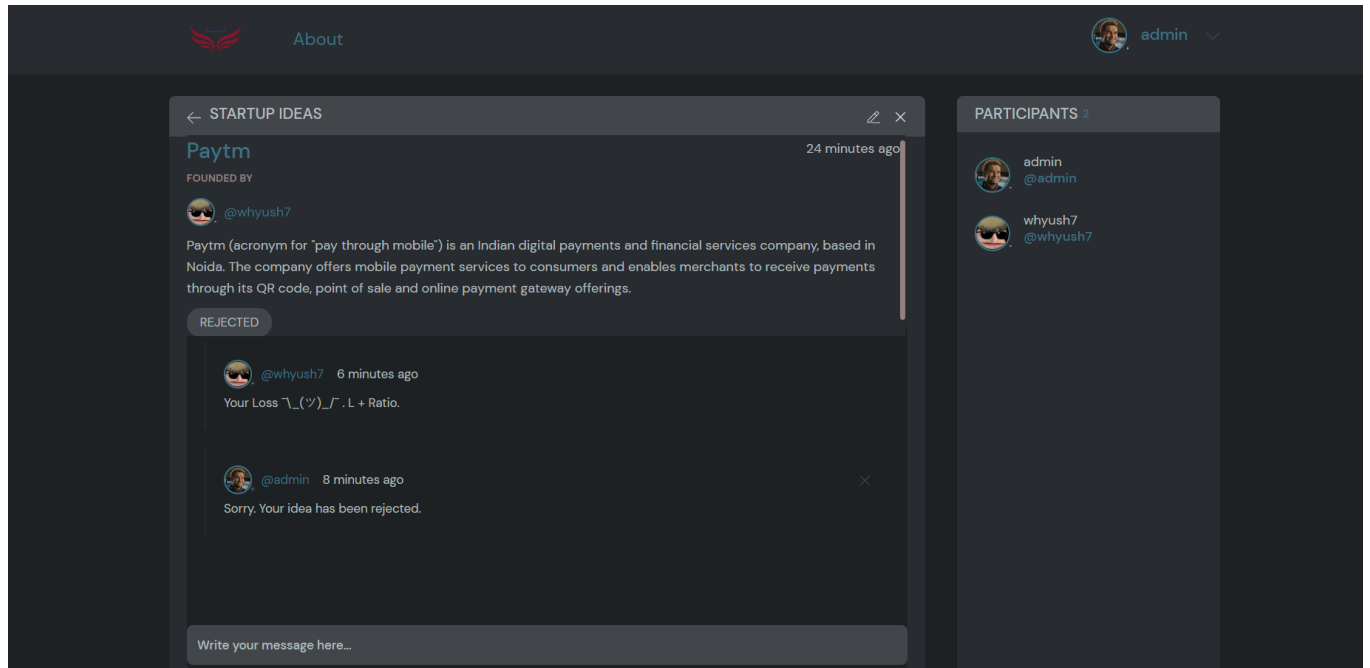 About
admin
STARTUP IDEAS
Paytm
24 minutes ago
FOUNDED BY
@whyush7
Paytm (acronym for "pay through mobile") is an Indian digital payments and financial services company, based in
Noida. The company offers mobile payment services to consumers and enables merchants to receive payments
through its QR code, point of sale and online payment gateway offerings.
REJECTED
@whyush7 6 minutes ago
Your Loss ¯\_(ツ)_/¯ . L + Ratio.
@admin 8 minutes ago
Sorry. Your idea has been rejected.
Write your message here...
PARTICIPANTS 2
admin
@admin
whyush7
@whyush7